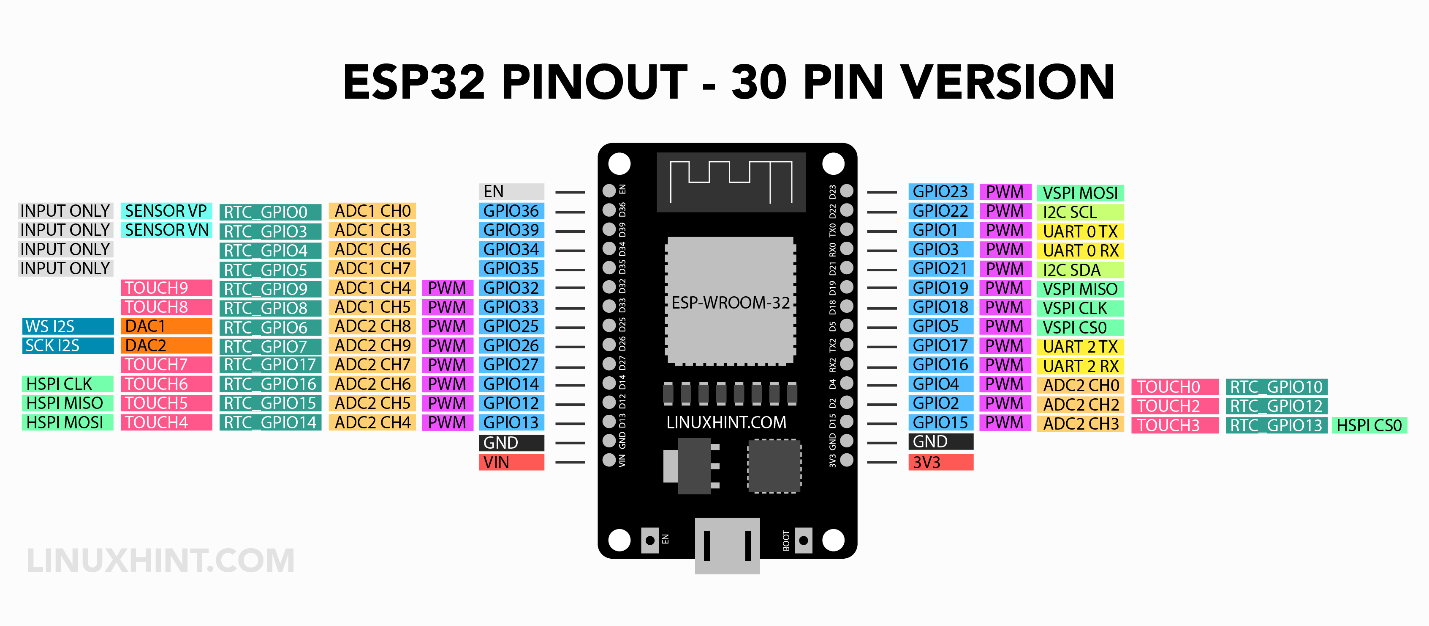 ESP32 PINOUT - 30 PIN VERSION
EN EN D23 GPIO23 PWM VSPI MOSI
INPUT ONLY SENSOR VP RTC_GPIO0 ADC1 CH0 GPIO36 D36 D22 GPIO22 PWM I2C SCL
INPUT ONLY SENSOR VN RTC_GPIO3 ADC1 CH3 GPIO39 D39 TX0 GPIO1 PWM UART 0 TX
INPUT ONLY RTC_GPIO4 ADC1 CH6 GPIO34 D34 RX0 GPIO3 PWM UART 0 RX
INPUT ONLY RTC_GPIO5 ADC1 CH7 GPIO35 D35 D21 GPIO21 PWM I2C SDA
TOUCH9 RTC_GPIO9 ADC1 CH4 PWM GPIO32 D32 D19 GPIO19 PWM VSPI MISO
TOUCH8 RTC_GPIO8 ADC1 CH5 PWM GPIO33 D33 ESP-WROOM-32 D18 GPIO18 PWM VSPI CLK
WS I2S DAC1 RTC_GPIO6 ADC2 CH8 PWM GPIO25 D25 D5 GPIO5 PWM VSPI CS0
SCK I2S DAC2 RTC_GPIO7 ADC2 CH9 PWM GPIO26 D26 TX2 GPIO17 PWM UART 2 TX
TOUCH7 RTC_GPIO17 ADC2 CH7 PWM GPIO27 D27 RX2 GPIO16 PWM UART 2 RX
HSPI CLK TOUCH6 RTC_GPIO16 ADC2 CH6 PWM GPIO14 D14 D4 GPIO4 PWM ADC2 CH0 TOUCH0 RTC_GPIO10
HSPI MISO TOUCH5 RTC_GPIO15 ADC2 CH5 PWM GPIO12 D12 D2 GPIO2 PWM ADC2 CH2 TOUCH2 RTC_GPIO12
HSPI MOSI TOUCH4 RTC_GPIO14 ADC2 CH4 PWM GPIO13 D13 LINUXHINT.COM D15 GPIO15 PWM ADC2 CH3 TOUCH3 RTC_GPIO13 HSPI CS0
GND GND GND GND
VIN VIN 3V3 3V3
EN BOOT
LINUXHINT.COM